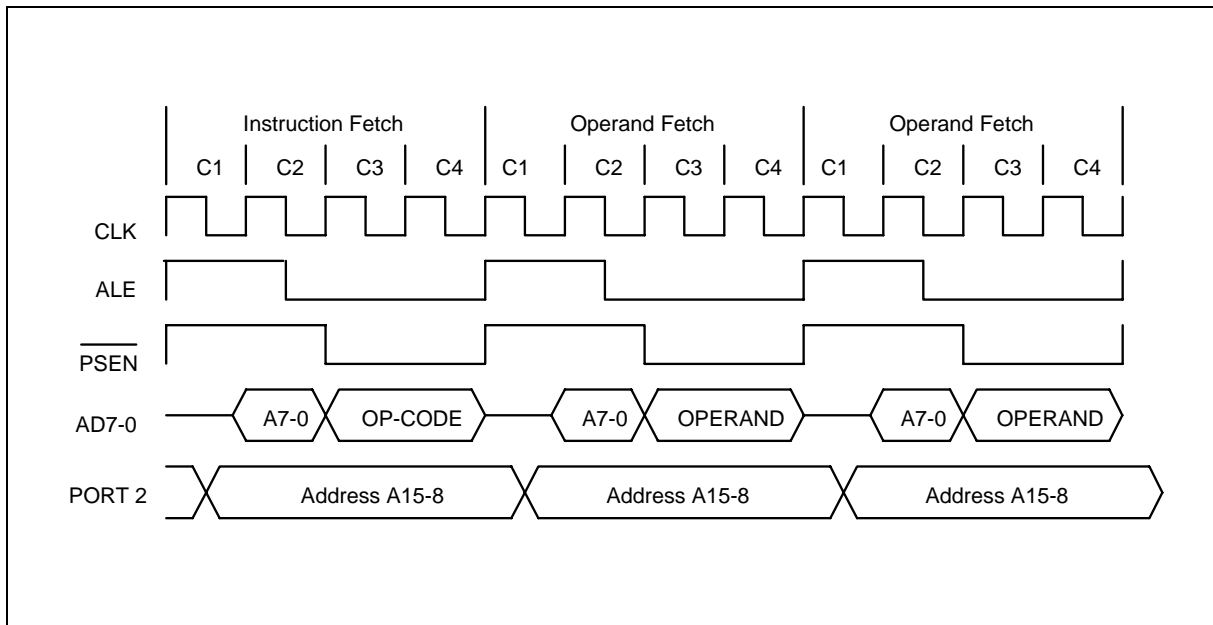 Instruction Fetch Operand Fetch Operand Fetch
C1 C2 C3 C4 C1 C2 C3 C4 C1 C2 C3 C4
CLK
ALE
PSEN
AD7-0 A7-0 OP-CODE A7-0 OPERAND A7-0 OPERAND
PORT 2 Address A15-8 Address A15-8 Address A15-8